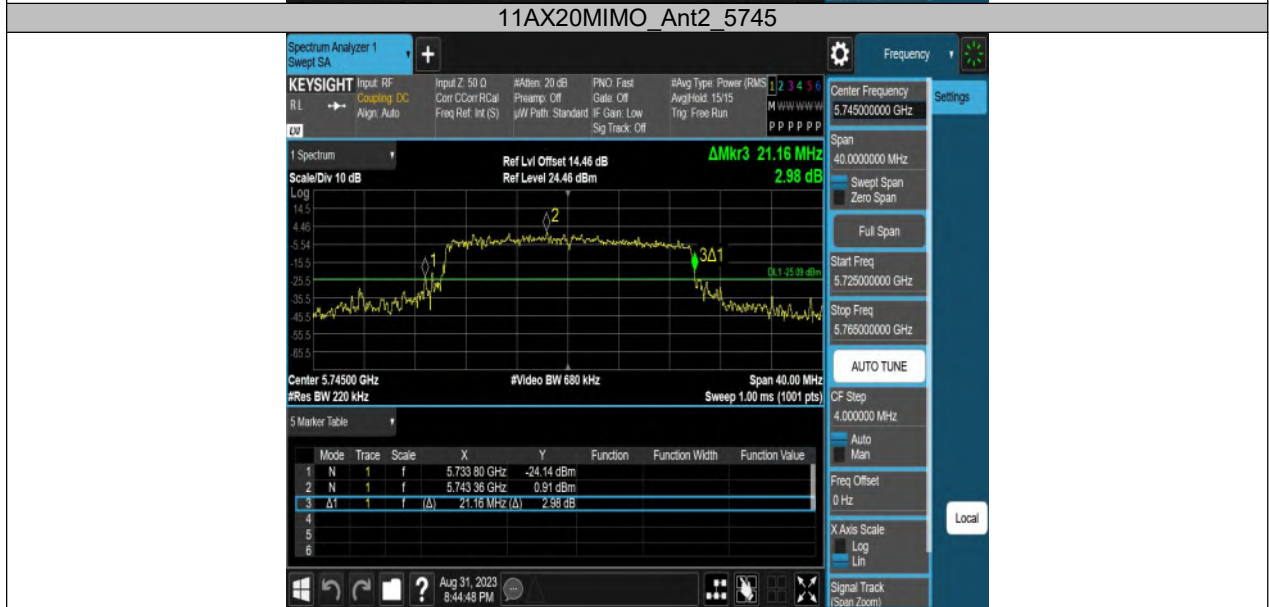 11AX20MIMO_Ant2_5745
Spectrum Analyzer 1
Swept SA
+
Frequency
KEYSIGHT
Input: RF
Input Z: 50 Ω
#Atten: 20 dB
PNO: Fast
#Avg Type: Power (RMS
1 2 3 4 5 6
RL
Coupling: DC
Corr CCorr RCal
Preamp: Off
Gate: Off
Avg|Hold: 15/15
M W W W W W
Align: Auto
Freq Ref: Int (S)
µW Path: Standard
IF Gain: Low
Trig: Free Run
Sig Track: Off
P P P P P P
LXI
1 Spectrum
Ref Lvl Offset 14.46 dB
ΔMkr3 21.16 MHz
Scale/Div 10 dB
Ref Level 24.46 dBm
2.98 dB
Log
14.5
4.46
-5.54
-15.5
-25.5
-35.5
-45.5
-55.5
-65.5
1
2
3Δ1
DL1 -25.09 dBm
Center 5.74500 GHz
#Video BW 680 kHz
Span 40.00 MHz
#Res BW 220 kHz
Sweep 1.00 ms (1001 pts)
5 Marker Table
Mode Trace Scale X Y Function Function Width Function Value
1 N 1 f 5.733 80 GHz -24.14 dBm
2 N 1 f 5.743 36 GHz 0.91 dBm
3 Δ1 1 f (Δ) 21.16 MHz (Δ) 2.98 dB
4
5
6
Aug 31, 2023
8:44:48 PM
?
Center Frequency
5.745000000 GHz
Settings
Span
40.0000000 MHz
Swept Span
Zero Span
Full Span
Start Freq
5.725000000 GHz
Stop Freq
5.765000000 GHz
AUTO TUNE
CF Step
4.000000 MHz
Auto
Man
Freq Offset
0 Hz
X Axis Scale
Log
Lin
Local
Signal Track
(Span Zoom)